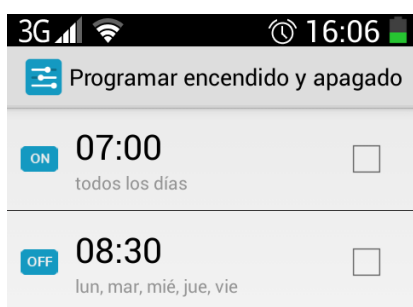 3G 16:06
Programar encendido y apagado
ON 07:00
todos los días
OFF 08:30
lun, mar, mié, jue, vie